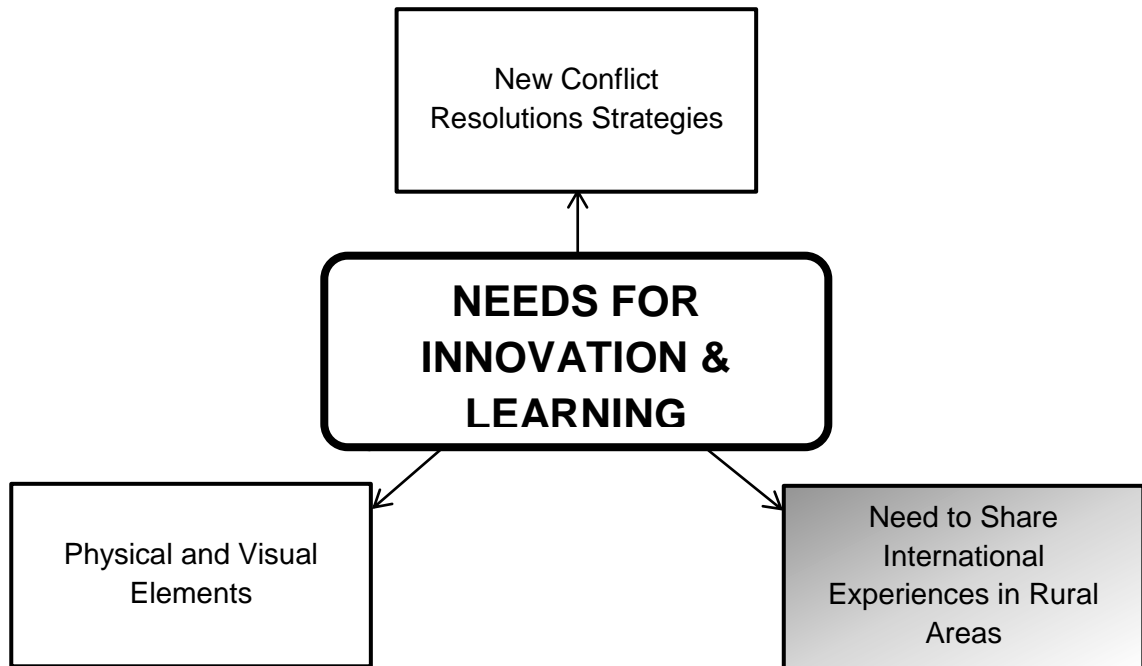 New Conflict
Resolutions Strategies
NEEDS FOR
INNOVATION &
LEARNING
Physical and Visual
Elements
Need to Share
International
Experiences in Rural
Areas